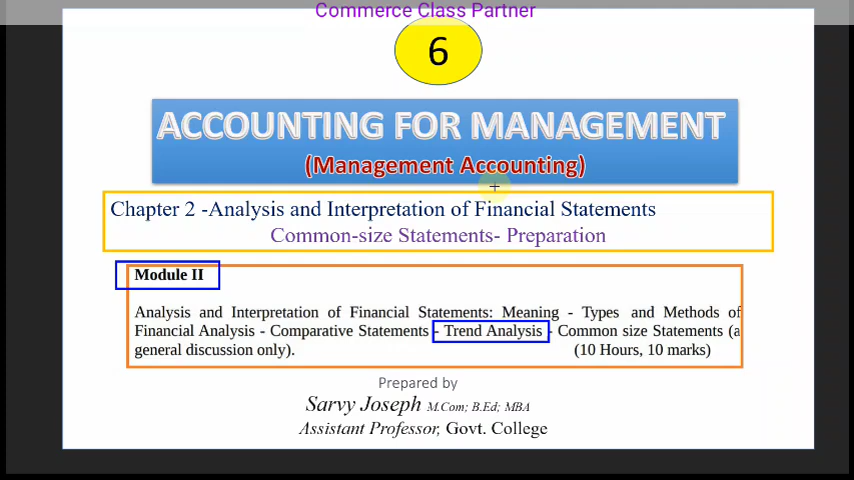 Commerce Class Partner
6
ACCOUNTING FOR MANAGEMENT
(Management Accounting)
Chapter 2 -Analysis and Interpretation of Financial Statements
Common-size Statements- Preparation
Module II
Analysis and Interpretation of Financial Statements: Meaning - Types and Methods of
Financial Analysis - Comparative Statements - Trend Analysis - Common size Statements (a
general discussion only). (10 Hours, 10 marks)
Prepared by
Sarvy Joseph M.Com; B.Ed; MBA
Assistant Professor, Govt. College